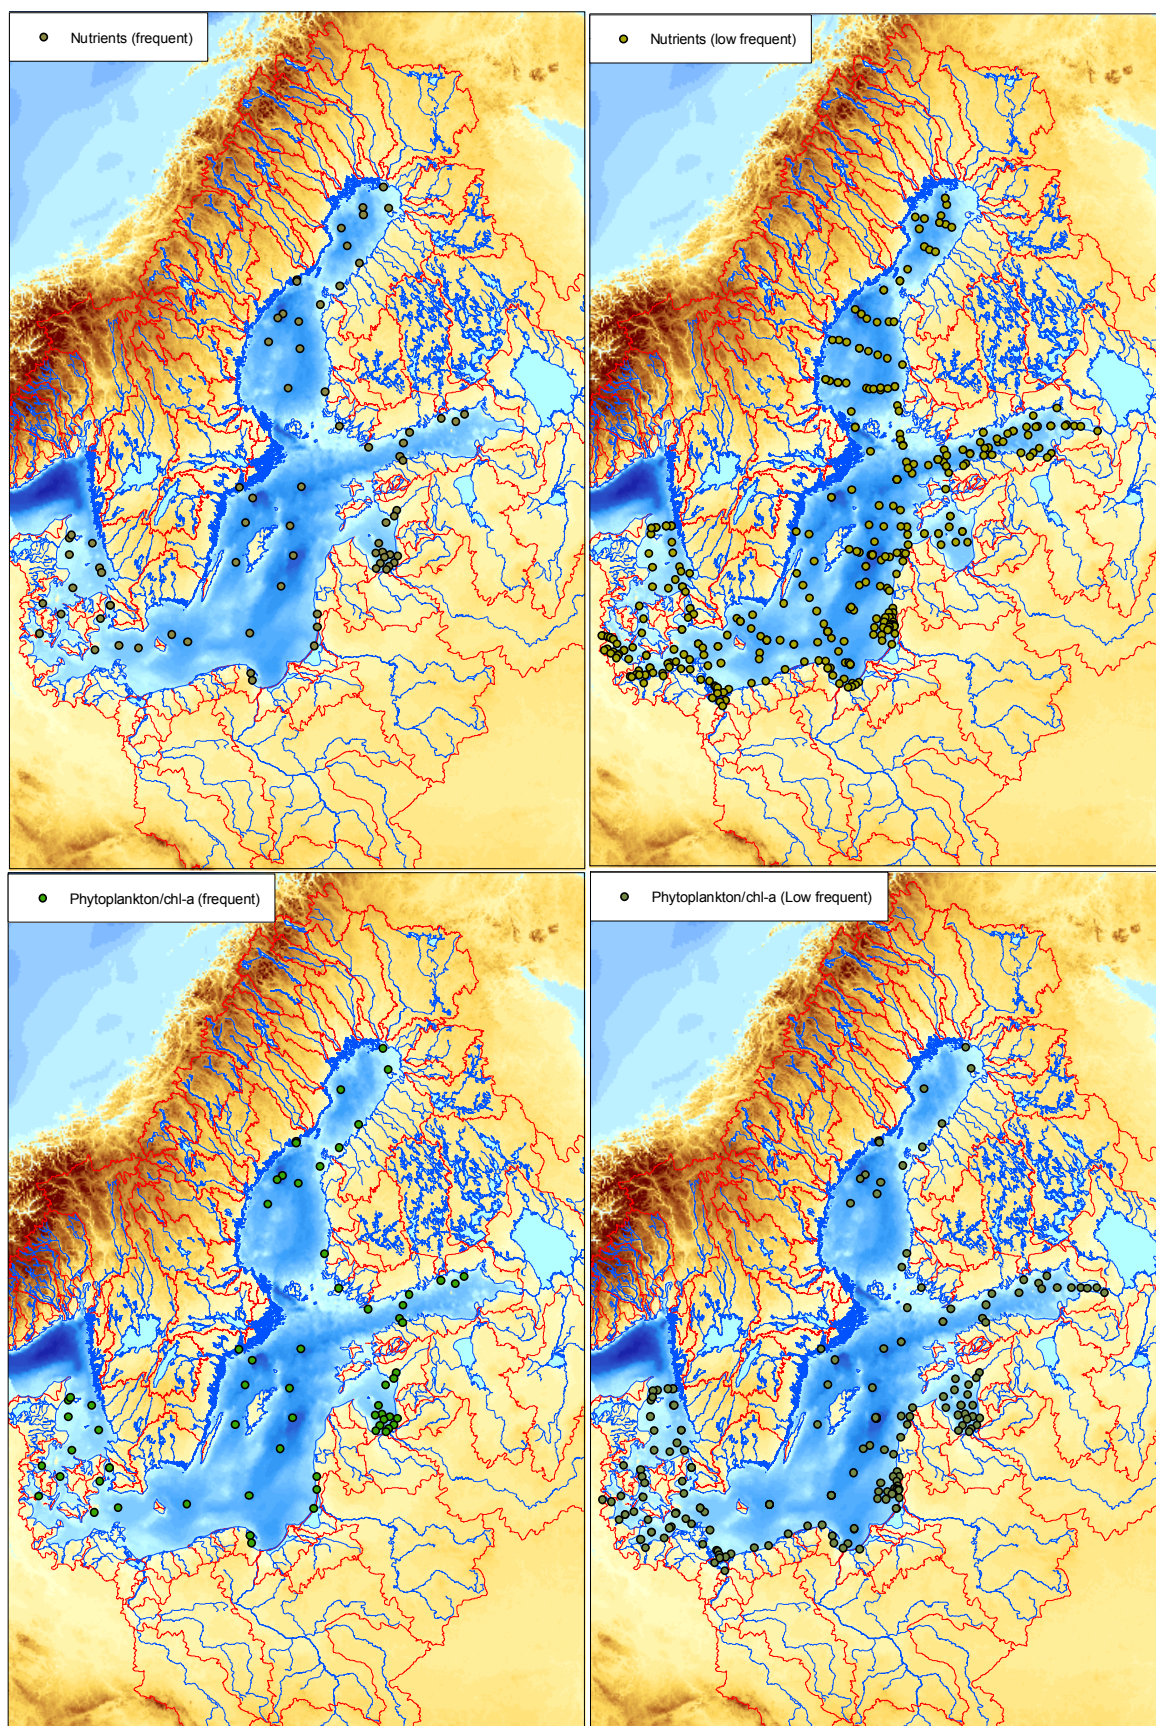 Nutrients (frequent)
Nutrients (low frequent)
Phytoplankton/chl-a (frequent)
Phytoplankton/chl-a (Low frequent)